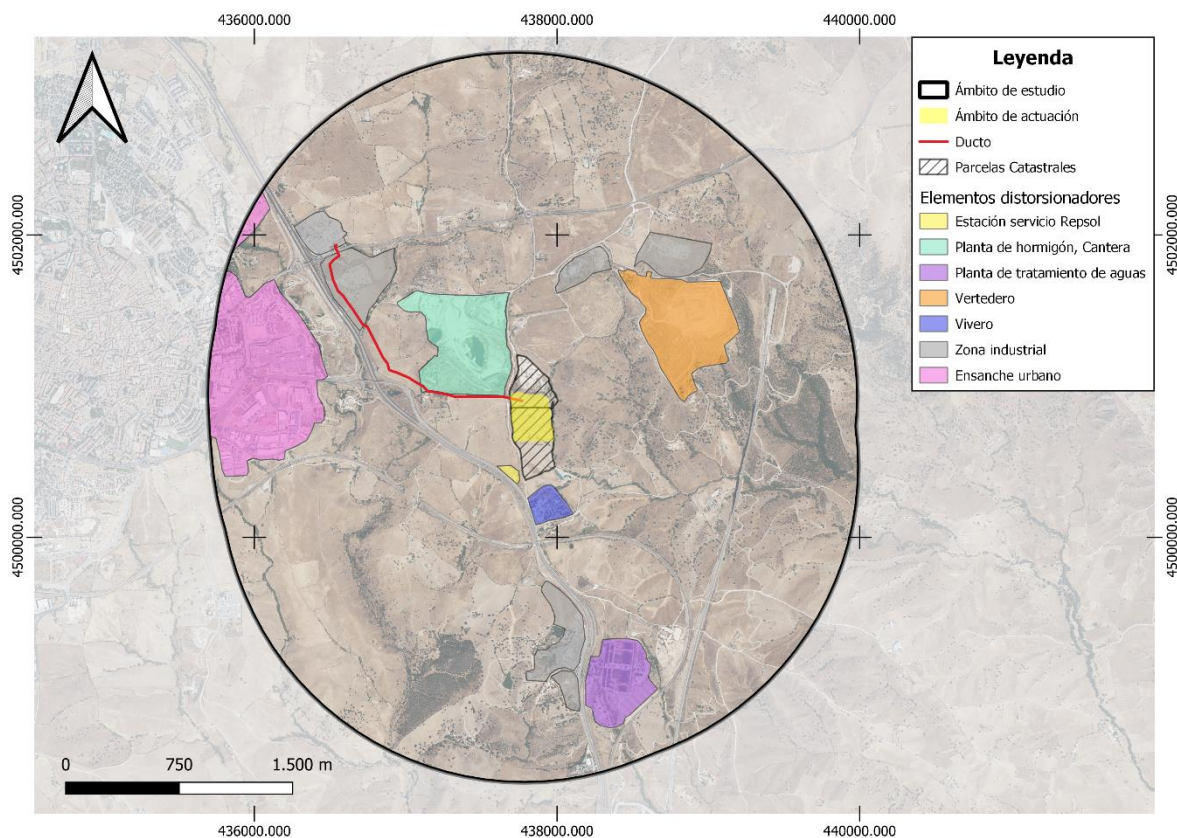 436000.000 438000.000 440000.000
Leyenda
Ámbito de estudio
Ámbito de actuación
Ducto
Parcelas Catastrales
Elementos distorsionadores
Estación servicio Repsol
Planta de hormigón, Cantera
Planta de tratamiento de aguas
Vertedero
Vivero
Zona industrial
Ensanche urbano
4502000.000 4502000.000
4500000.000 4500000.000
0 750 1.500 m
436000.000 438000.000 440000.000